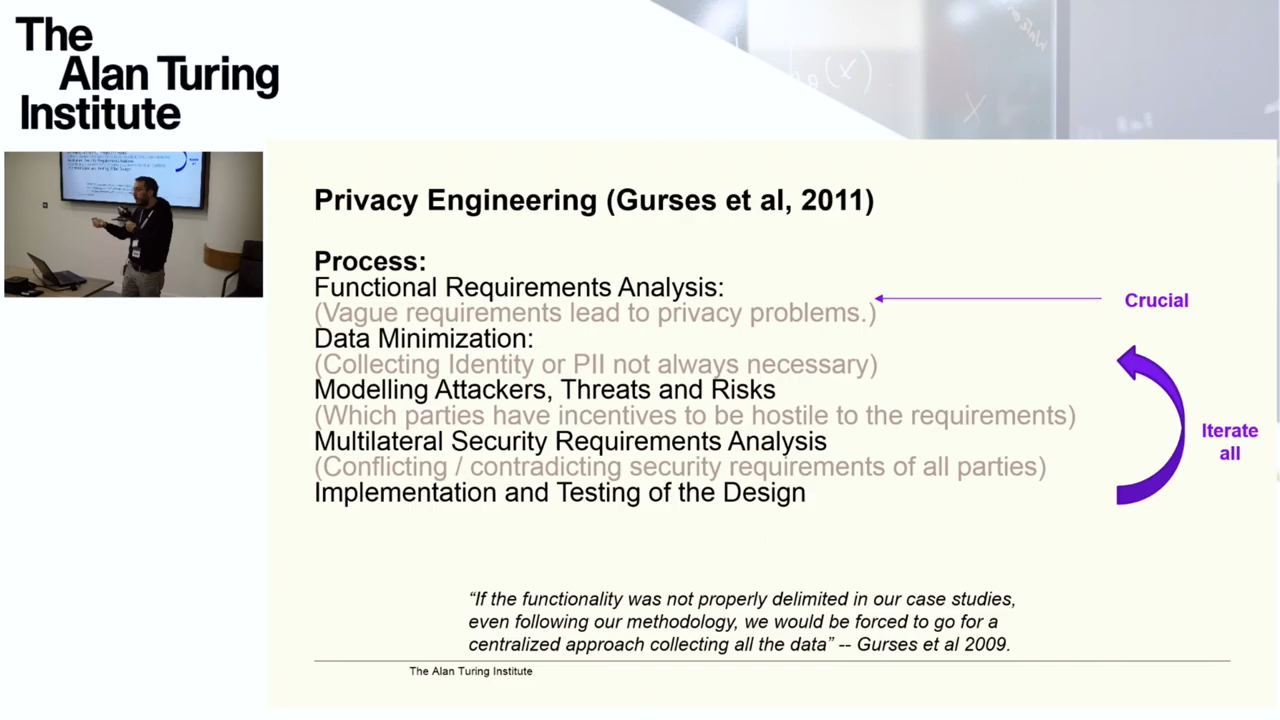 The
Alan Turing
Institute
Privacy Engineering (Gurses et al, 2011)
Process:
Functional Requirements Analysis:
(Vague requirements lead to privacy problems.)
Crucial
Data Minimization:
(Collecting Identity or PII not always necessary)
Modelling Attackers, Threats and Risks
(Which parties have incentives to be hostile to the requirements)
Multilateral Security Requirements Analysis
(Conflicting / contradicting security requirements of all parties)
Implementation and Testing of the Design
Iterate
all
“If the functionality was not properly delimited in our case studies,
even following our methodology, we would be forced to go for a
centralized approach collecting all the data” -- Gurses et al 2009.
The Alan Turing Institute